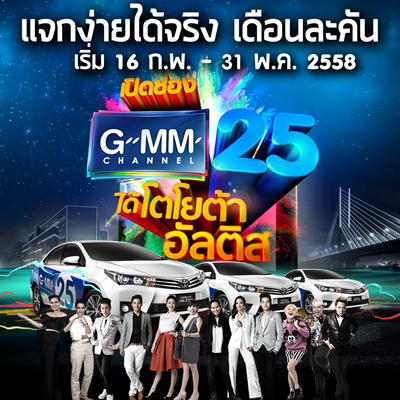 แจกง่ายได้จริง เดือนละคัน
เริ่ม 16 ก.พ. - 31 พ.ค. 2558
เปิดช่อง
GMM 25
CHANNEL
ได้โตโยต้า
อัลติส
GMM 25